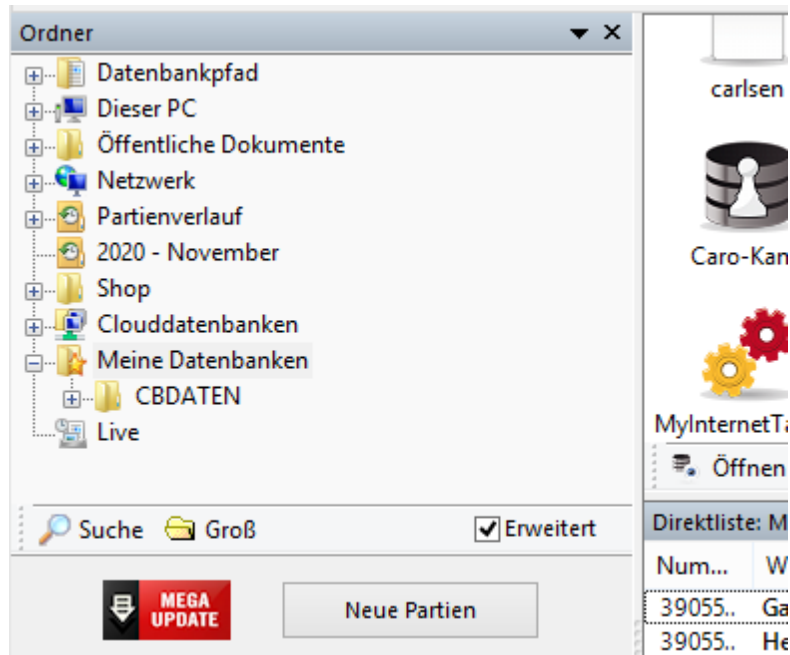 Ordner
Datenbankpfad
Dieser PC
Öffentliche Dokumente
Netzwerk
Partienverlauf
2020 - November
Shop
Clouddatenbanken
Meine Datenbanken
CBDATEN
Live
Suche Groß Erweitert
MEGA
UPDATE
Neue Partien
carlsen
Caro-Kan
MyInternetTa
Öffnen
Direktliste: M
Num... W
39055.. Ga
39055.. He